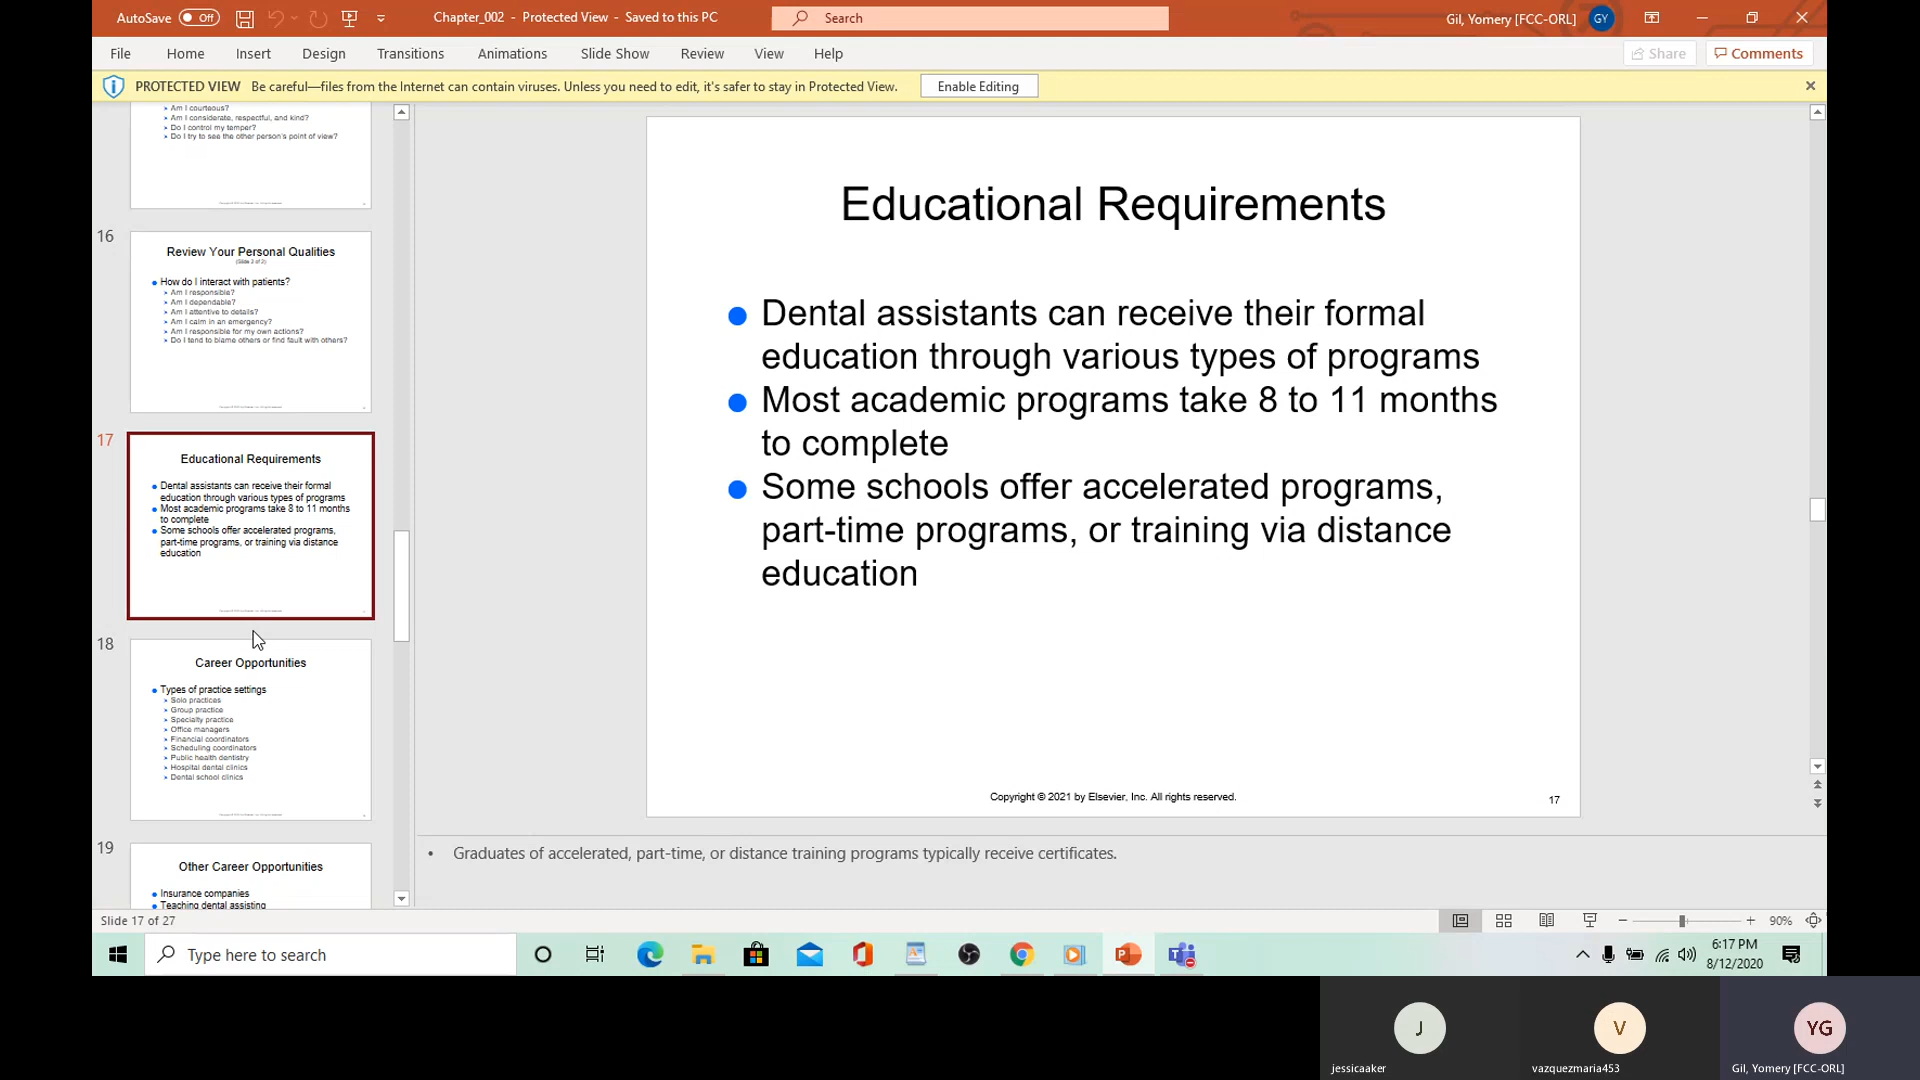 AutoSave Off
Chapter_002 - Protected View - Saved to this PC
Search
Gil, Yomery [FCC-ORL] GY
File Home Insert Design Transitions Animations Slide Show Review View Help
Share Comments
PROTECTED VIEW Be careful—files from the Internet can contain viruses. Unless you need to edit, it's safer to stay in Protected View. Enable Editing
Am I courteous?
Am I considerate, respectful, and kind?
Do I control my temper?
Do I try to see the other person's point of view?
16
Review Your Personal Qualities
How do I interact with patients?
Am I responsible?
Am I dependable?
Am I attentive to details?
Am I calm in an emergency?
Am I responsible for my own actions?
Do I tend to blame others or find fault with others?
17
Educational Requirements
Dental assistants can receive their formal
education through various types of programs
Most academic programs take 8 to 11 months
to complete
Some schools offer accelerated programs,
part-time programs, or training via distance
education
18
Career Opportunities
Types of practice settings
Solo practices
Group practice
Specialty practice
Office managers
Financial coordinators
Scheduling coordinators
Public health dentistry
Hospital dental clinics
Dental school clinics
19
Other Career Opportunities
Insurance companies
Teaching dental assisting
Educational Requirements
Dental assistants can receive their formal
education through various types of programs
Most academic programs take 8 to 11 months
to complete
Some schools offer accelerated programs,
part-time programs, or training via distance
education
Copyright © 2021 by Elsevier, Inc. All rights reserved.
17
• Graduates of accelerated, part-time, or distance training programs typically receive certificates.
Slide 17 of 27
90%
Type here to search
6:17 PM
8/12/2020
J
V
YG
jessicaaker
vazquezmaria453
Gil, Yomery [FCC-ORL]